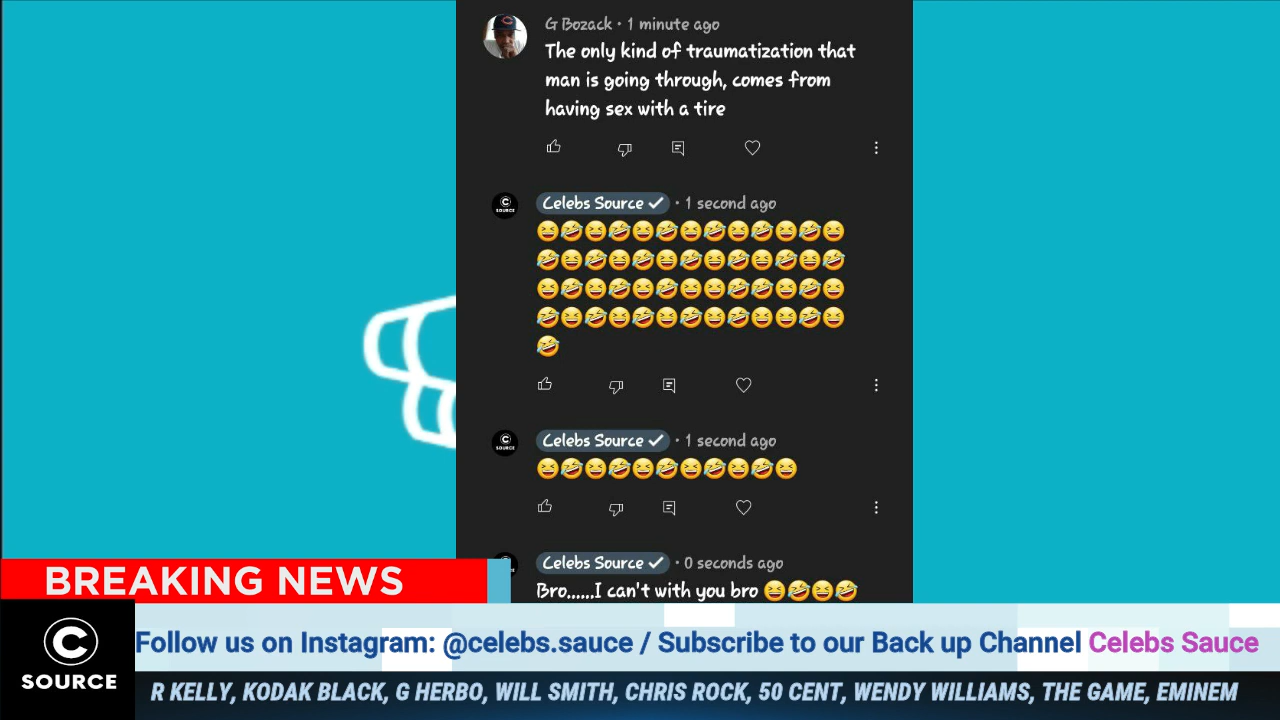 G Bozack · 1 minute ago
The only kind of traumatization that
man is going through, comes from
having sex with a tire
C
SOURCE
Celebs Source ✓ · 1 second ago
😆🤣😆🤣😆🤣😆🤣😆🤣😆🤣😆
🤣😆🤣😆🤣😆🤣😆🤣😆🤣😆🤣
😆🤣😆🤣😆🤣😆😆🤣🤣😆🤣😆
🤣😆🤣😆🤣😆🤣😆🤣😆😆🤣😆
🤣
C
SOURCE
Celebs Source ✓ · 1 second ago
😆🤣😆🤣😆🤣😆🤣😆🤣😆
Celebs Source ✓ · 0 seconds ago
Bro......I can't with you bro 😆🤣😆🤣
BREAKING NEWS
C
SOURCE
Follow us on Instagram: @celebs.sauce / Subscribe to our Back up Channel Celebs Sauce
R KELLY, KODAK BLACK, G HERBO, WILL SMITH, CHRIS ROCK, 50 CENT, WENDY WILLIAMS, THE GAME, EMINEM